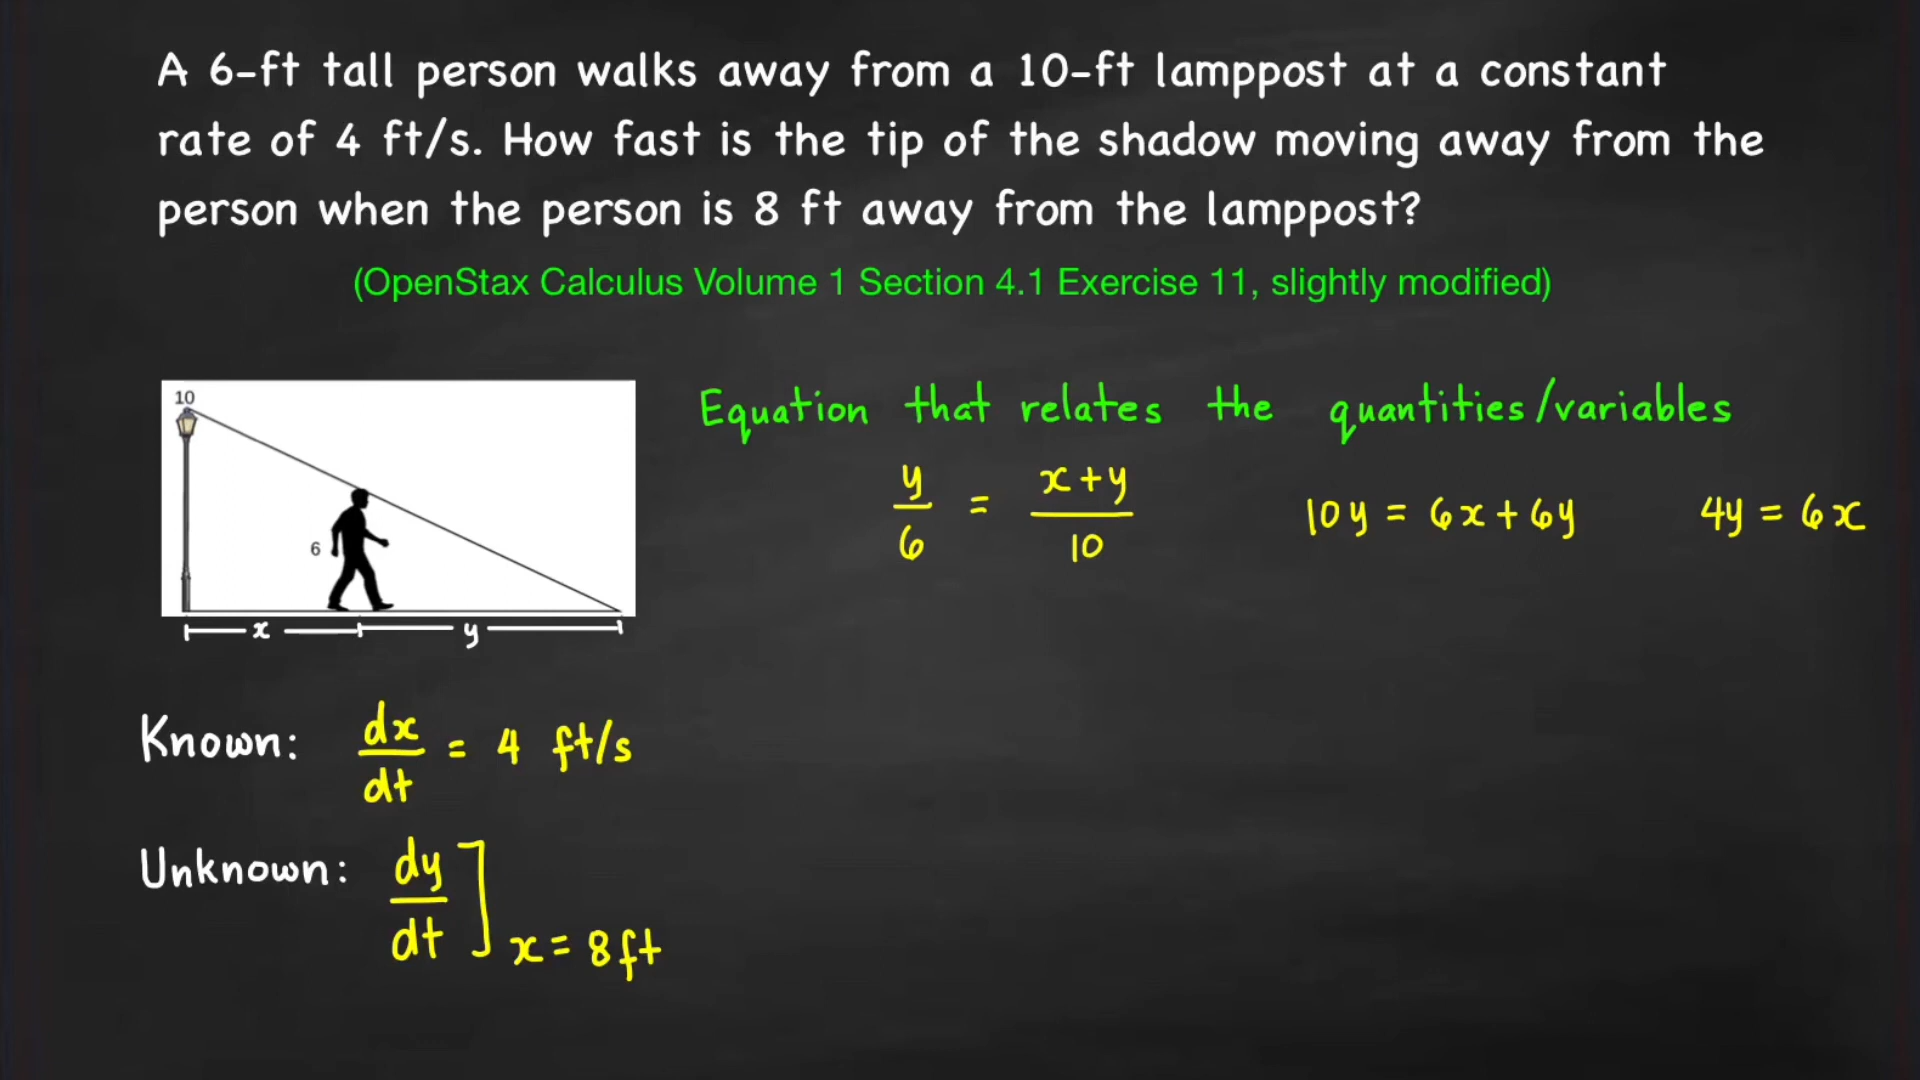 A 6-ft tall person walks away from a 10-ft lamppost at a constant
rate of 4 ft/s. How fast is the tip of the shadow moving away from the
person when the person is 8 ft away from the lamppost?
(OpenStax Calculus Volume 1 Section 4.1 Exercise 11, slightly modified)
10
6
x y
Equation that relates the quantities/variables
y/6 = x+y/10 10y = 6x+6y 4y = 6x
Known: dx/dt = 4 ft/s
Unknown: dy/dt ] x = 8ft